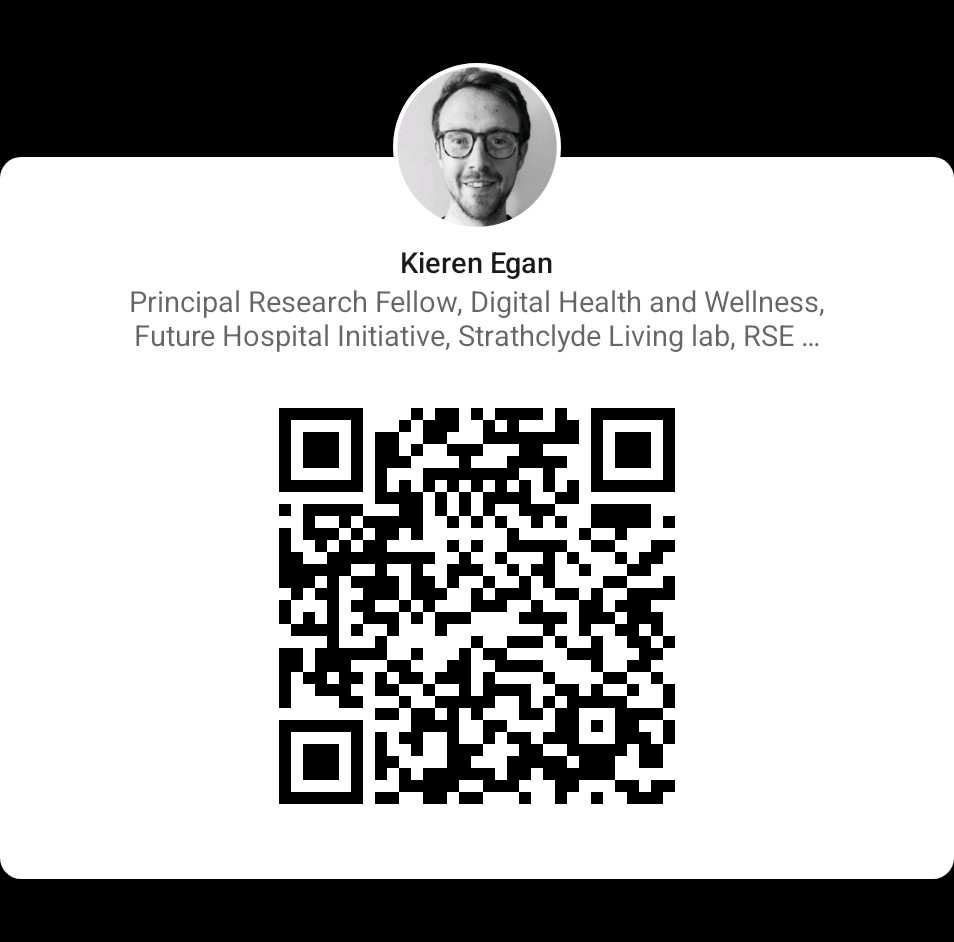 Kieren Egan
Principal Research Fellow, Digital Health and Wellness,
Future Hospital Initiative, Strathclyde Living lab, RSE ...